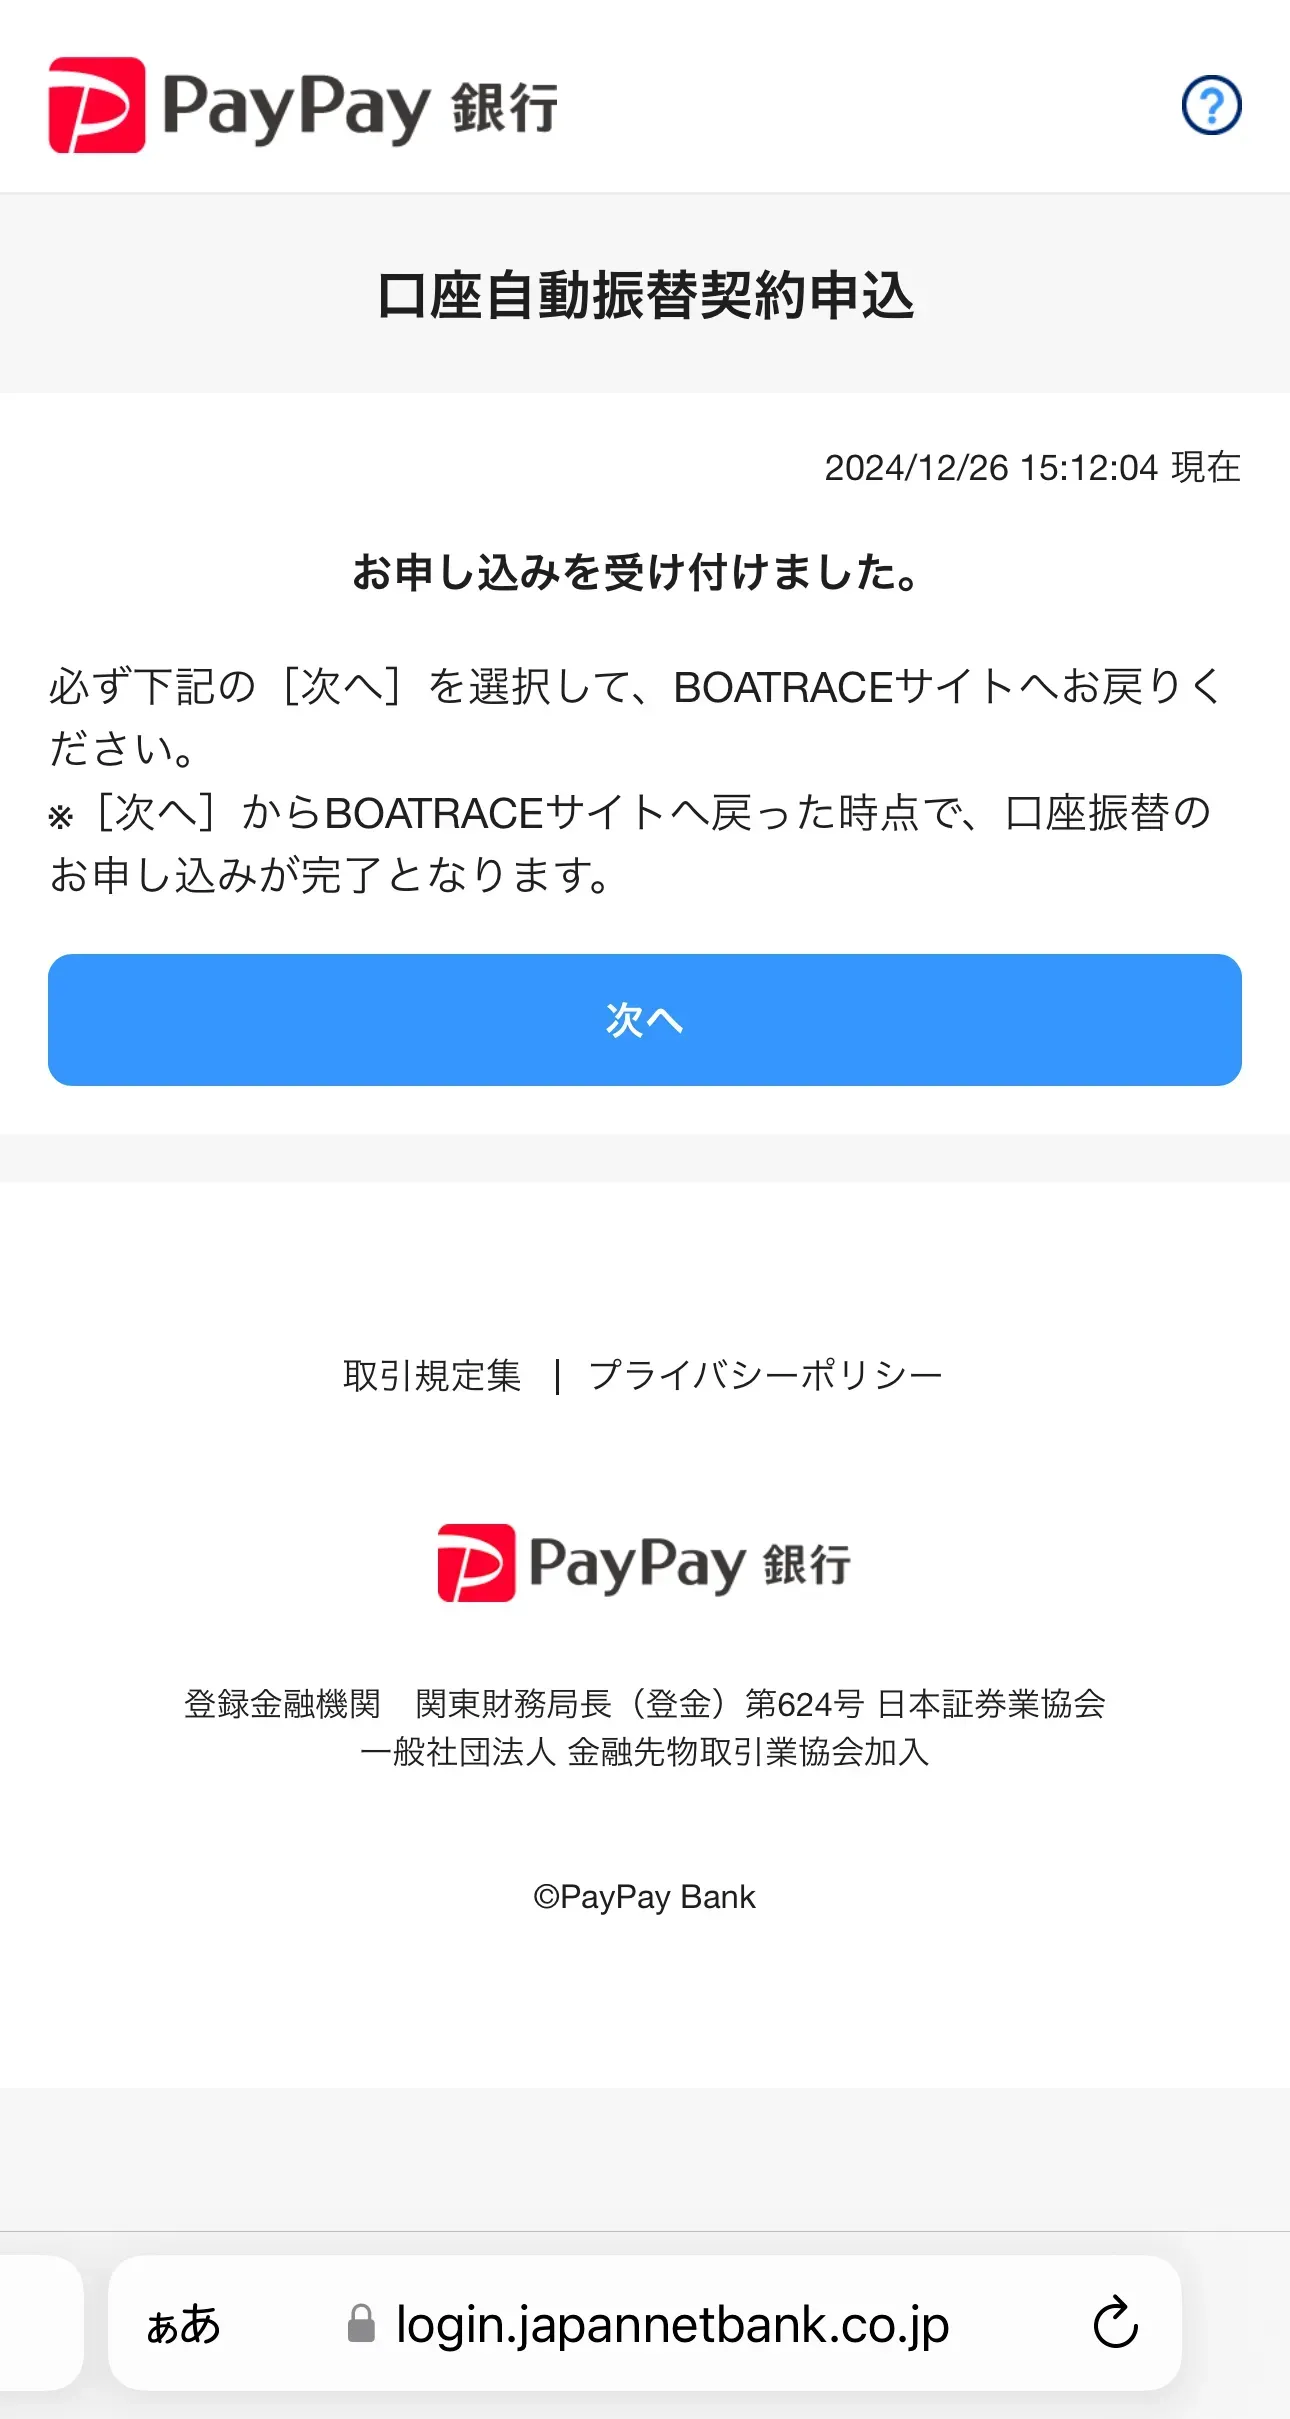 PayPay 銀行
?
口座自動振替契約申込
2024/12/26 15:12:04 現在
お申し込みを受け付けました。
必ず下記の［次へ］を選択して、BOATRACEサイトへお戻りく
ださい。
※［次へ］からBOATRACEサイトへ戻った時点で、口座振替の
お申し込みが完了となります。
次へ
取引規定集 | プライバシーポリシー
PayPay 銀行
登録金融機関　関東財務局長（登金）第624号 日本証券業協会
一般社団法人 金融先物取引業協会加入
©PayPay Bank
ぁあ login.japannetbank.co.jp